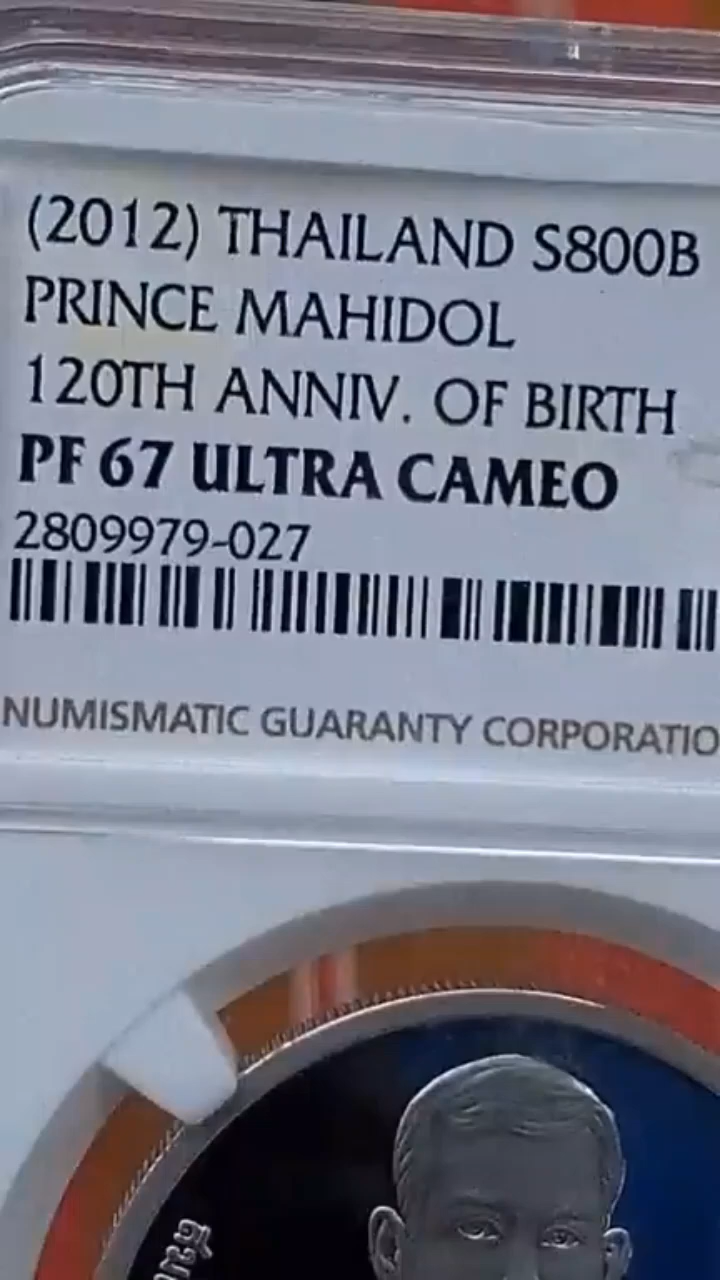 (2012) THAILAND S800B
PRINCE MAHIDOL
120TH ANNIV. OF BIRTH
PF 67 ULTRA CAMEO
2809979-027
NUMISMATIC GUARANTY CORPORATIO